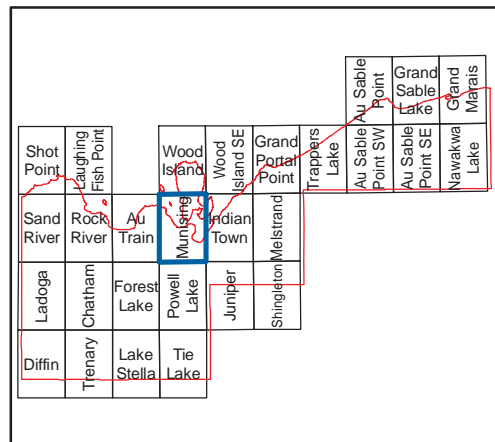 Au Sable
Point
Grand
Sable
Lake
Grand
Marais
Shot
Point
Laughing
Fish Point
Wood
Island
Wood
Island SE
Grand
Portal
Point
Trappers
Lake
Au Sable
Point SW
Au Sable
Point SE
Nawakwa
Lake
Sand
River
Rock
River
Au
Train
Munising
Indian
Town
Melstrand
Ladoga
Chatham
Forest
Lake
Powell
Lake
Juniper
Shingleton
Diffin
Trenary
Lake
Stella
Tie
Lake